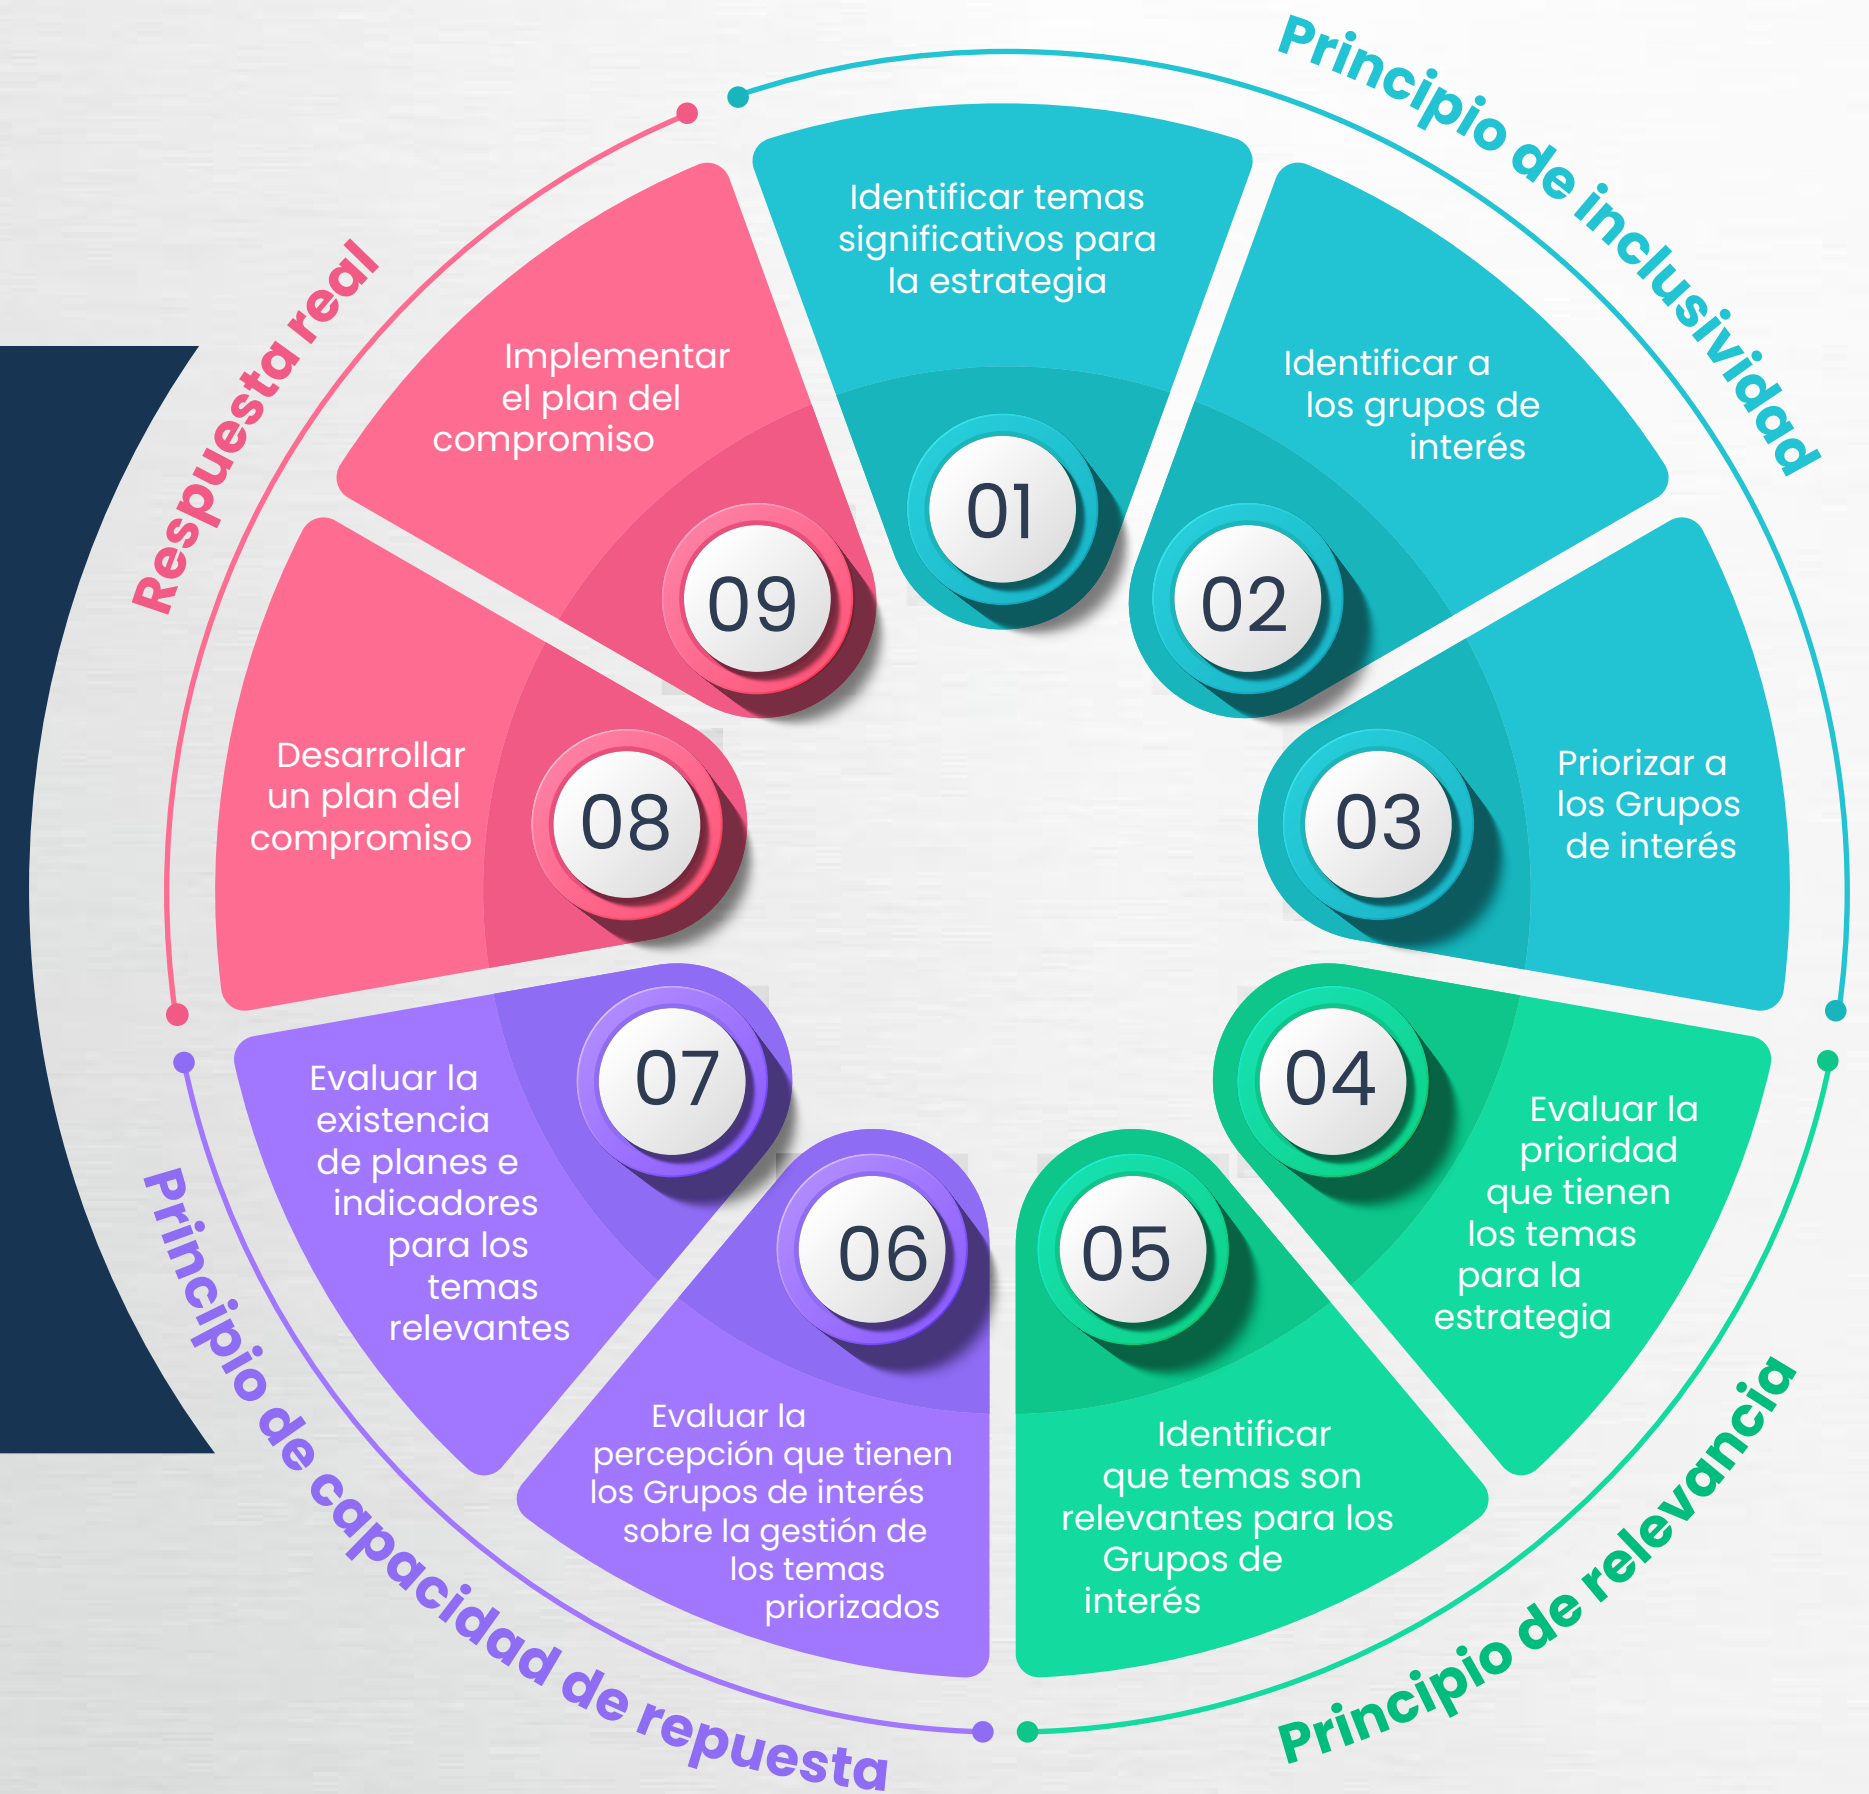 Principio de inclusividad
01
Identificar temas
significativos para
la estrategia
02
Identificar a
los grupos de
interés
03
Priorizar a
los Grupos
de interés
Principio de relevancia
04
Evaluar la
prioridad
que tienen
los temas
para la
estrategia
05
Identificar
que temas son
relevantes para los
Grupos de
interés
Principio de capacidad de repuesta
06
Evaluar la
percepción que tienen
los Grupos de interés
sobre la gestión de
los temas
priorizados
07
Evaluar la
existencia
de planes e
indicadores
para los
temas
relevantes
Respuesta real
08
Desarrollar
un plan del
compromiso
09
Implementar
el plan del
compromiso